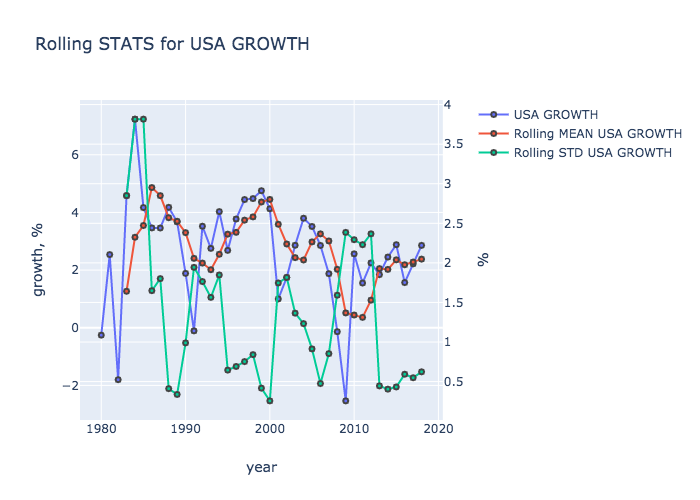 Rolling STATS for USA GROWTH
USA GROWTH
Rolling MEAN USA GROWTH
Rolling STD USA GROWTH
growth, %
6
4
2
0
−2
4
3.5
3
2.5
2
1.5
1
0.5
%
1980 1990 2000 2010 2020
year